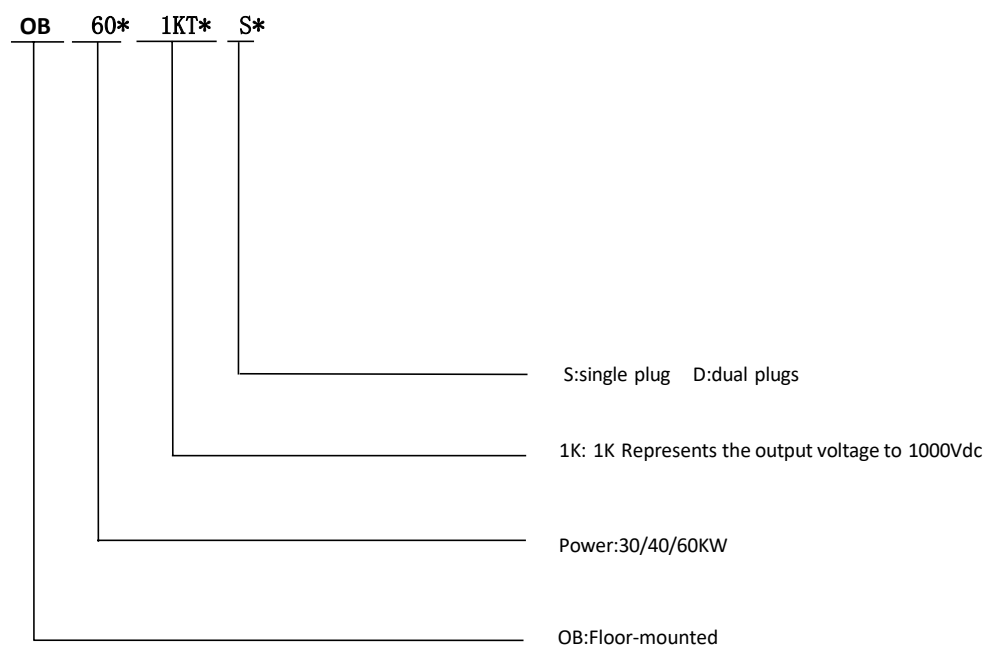 OB 60* 1KT* S*
S:single plug D:dual plugs
1K: 1K Represents the output voltage to 1000Vdc
Power:30/40/60KW
OB:Floor-mounted